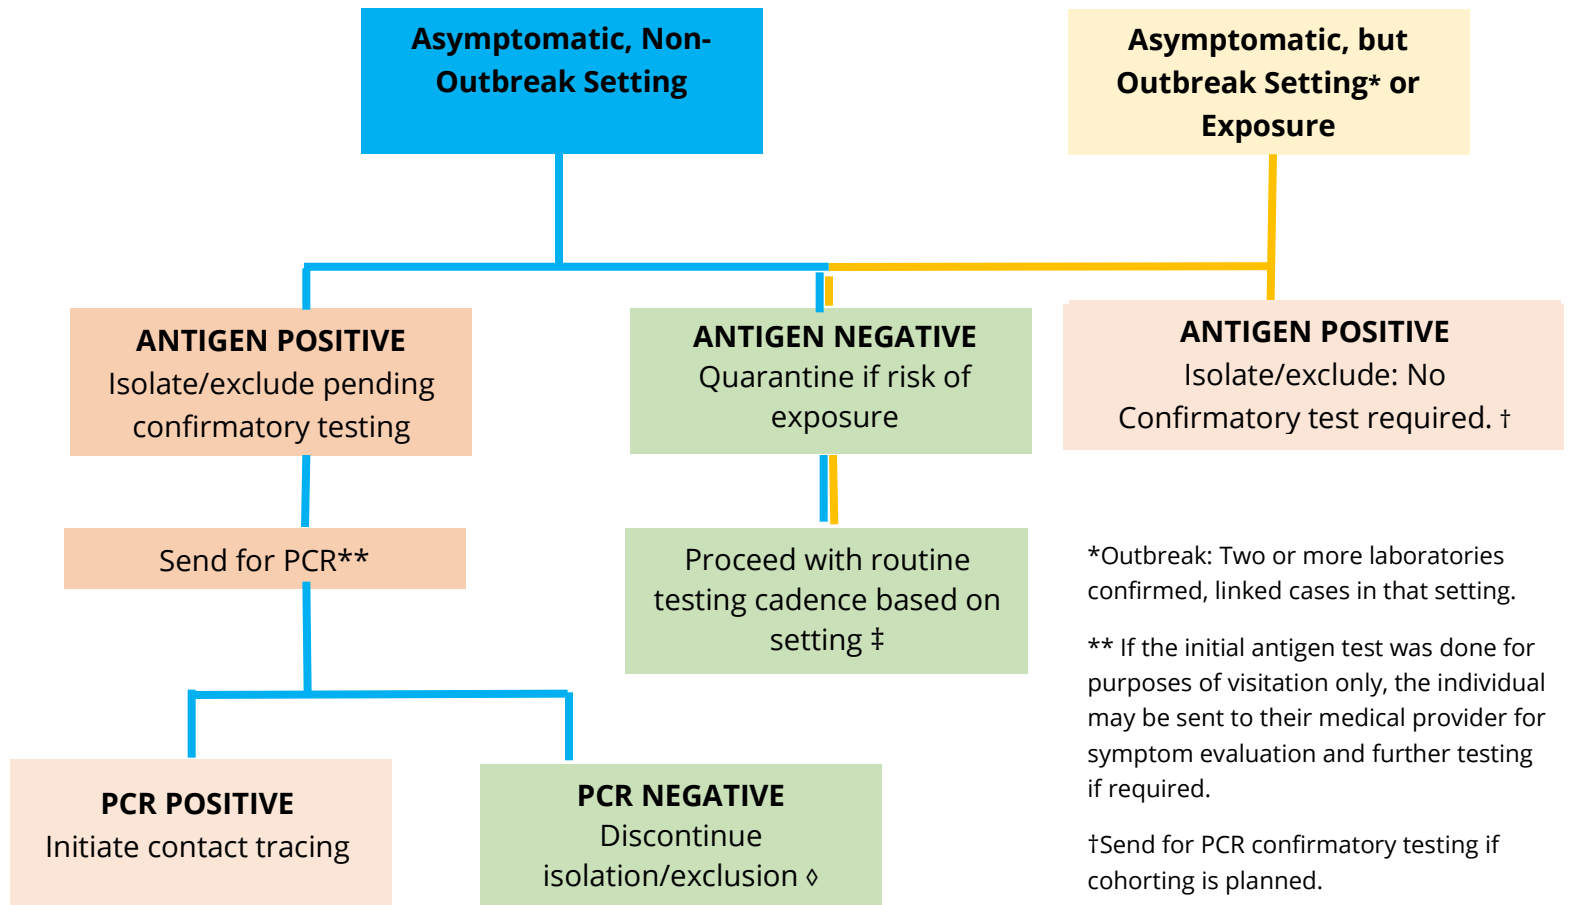 Asymptomatic, Non-
Outbreak Setting
Asymptomatic, but
Outbreak Setting* or
Exposure
ANTIGEN POSITIVE
Isolate/exclude pending
confirmatory testing
ANTIGEN NEGATIVE
Quarantine if risk of
exposure
ANTIGEN POSITIVE
Isolate/exclude: No
Confirmatory test required. †
Send for PCR**
Proceed with routine
testing cadence based on
setting ‡
PCR POSITIVE
Initiate contact tracing
PCR NEGATIVE
Discontinue
isolation/exclusion ◊
*Outbreak: Two or more laboratories
confirmed, linked cases in that setting.
** If the initial antigen test was done for
purposes of visitation only, the individual
may be sent to their medical provider for
symptom evaluation and further testing
if required.
†Send for PCR confirmatory testing if
cohorting is planned.